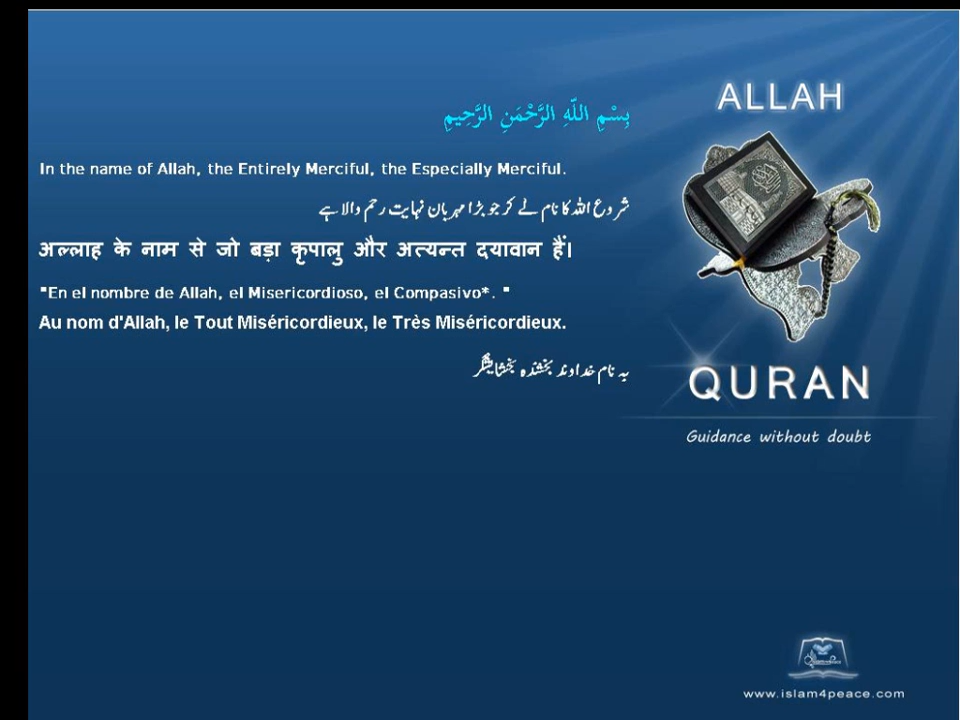 بِسْمِ اللَّهِ الرَّحْمَنِ الرَّحِيمِ
In the name of Allah, the Entirely Merciful, the Especially Merciful.
شروع الله کا نام لے کر جو بڑا مہربان نہایت رحم والا ہے
अल्लाह के नाम से जो बड़ा कृपालु और अत्यन्त दयावान हैं।
"En el nombre de Allah, el Misericordioso, el Compasivo*. "
Au nom d'Allah, le Tout Miséricordieux, le Très Miséricordieux.
به نام خداوند بخشنده بخشایشگر
ALLAH
QURAN
Guidance without doubt
www.islam4peace.com